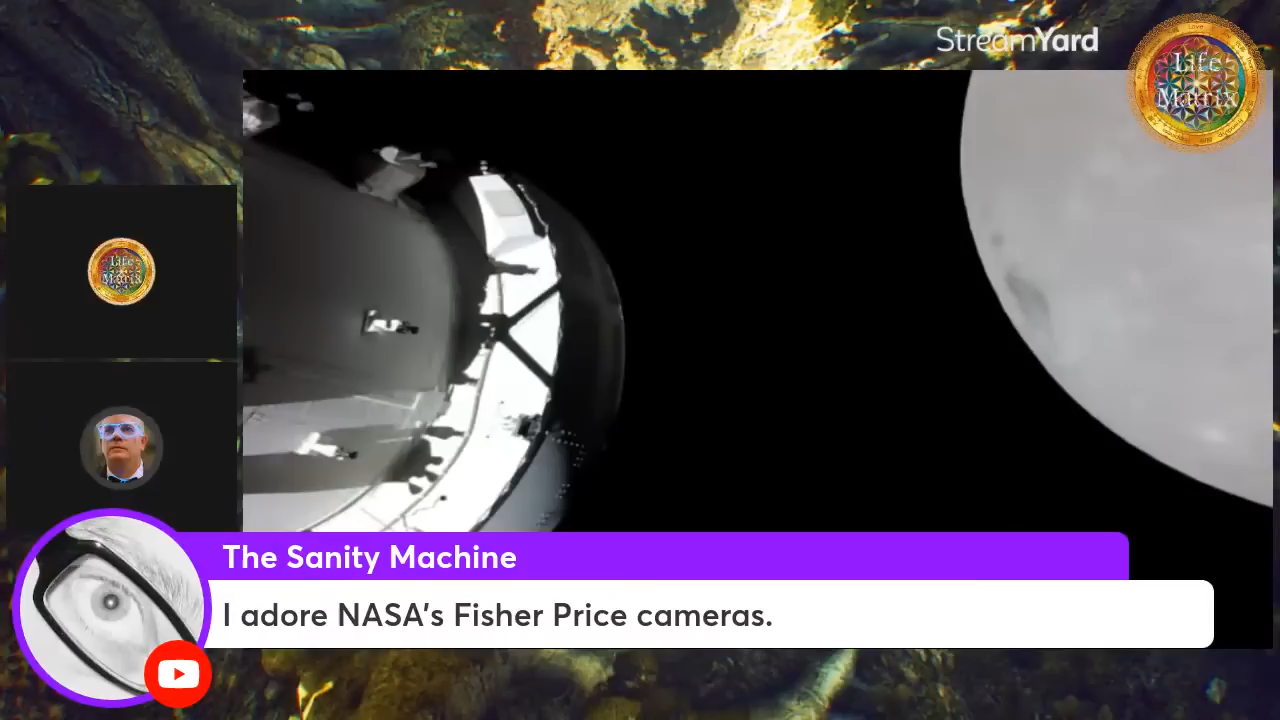 StreamYard
Life
Matrix
Life
Matrix
The Sanity Machine
I adore NASA's Fisher Price cameras.